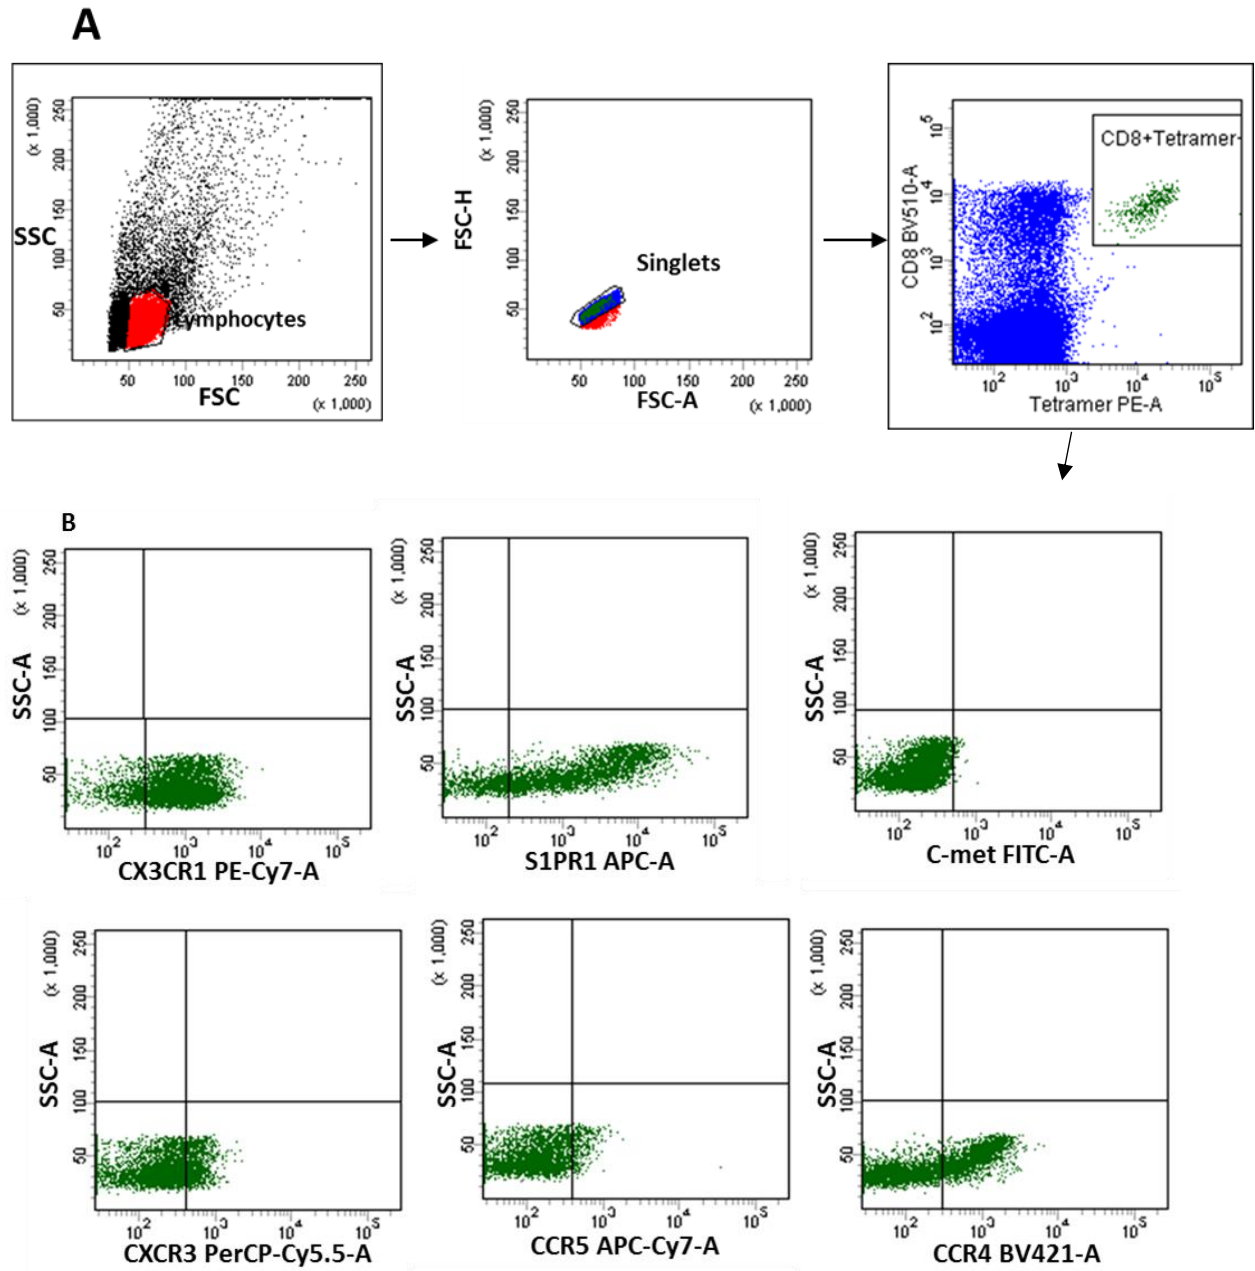 A
(x 1,000)
250
200
150
100
50
SSC
Lymphocytes
50 100 150 200 250
FSC
(x 1,000)
(x 1,000)
250
200
150
100
50
FSC-H
Singlets
50 100 150 200 250
FSC-A
(x 1,000)
CD8 BV510-A
10^5
10^4
10^3
10^2
CD8+Tetramer
10^2 10^3 10^4 10^5
Tetramer PE-A
B
(x 1,000)
250
200
150
100
50
SSC-A
10^2 10^3 10^4 10^5
CX3CR1 PE-Cy7-A
(x 1,000)
250
200
150
100
50
SSC-A
10^2 10^3 10^4 10^5
S1PR1 APC-A
(x 1,000)
250
200
150
100
50
SSC-A
10^2 10^3 10^4 10^5
C-met FITC-A
(x 1,000)
250
200
150
100
50
SSC-A
10^2 10^3 10^4 10^5
CXCR3 PerCP-Cy5.5-A
(x 1,000)
250
200
150
100
50
SSC-A
10^2 10^3 10^4 10^5
CCR5 APC-Cy7-A
(x 1,000)
250
200
150
100
50
SSC-A
10^2 10^3 10^4 10^5
CCR4 BV421-A